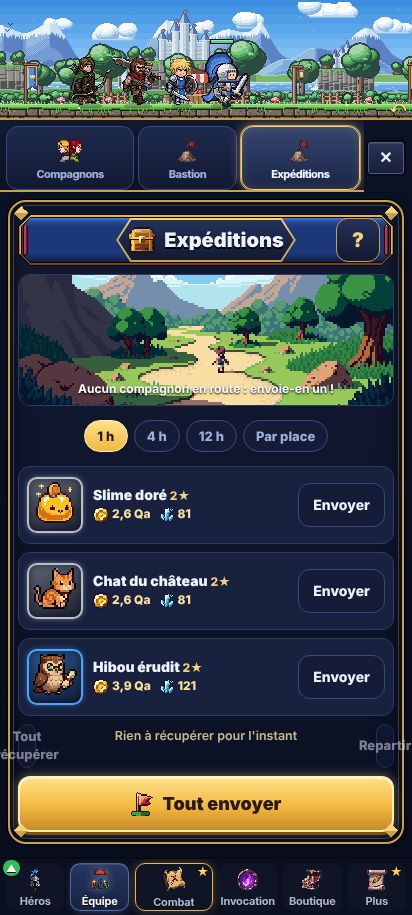 Compagnons
Bastion
Expéditions
×
Expéditions
?
Aucun compagnon en route : envoie-en un !
1 h
4 h
12 h
Par place
Slime doré 2★
2,6 Qa 81
Envoyer
Chat du château 2★
2,6 Qa 81
Envoyer
Hibou érudit 2★
3,9 Qa 121
Envoyer
Tout
récupérer
Rien à récupérer pour l'instant
Repartir
Tout envoyer
Héros
Équipe
Combat
Invocation
Boutique
Plus